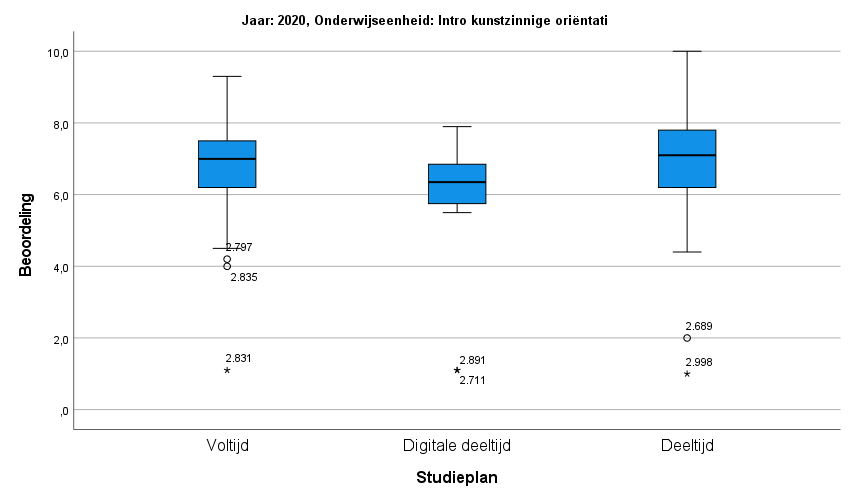 Jaar: 2020, Onderwijseenheid: Intro kunstzinnige oriëntati
10,0
8,0
6,0
4,0
2,0
,0
Beoordeling
2.797
2.835
2.831
2.891
2.711
2.689
2.998
Voltijd
Digitale deeltijd
Deeltijd
Studieplan